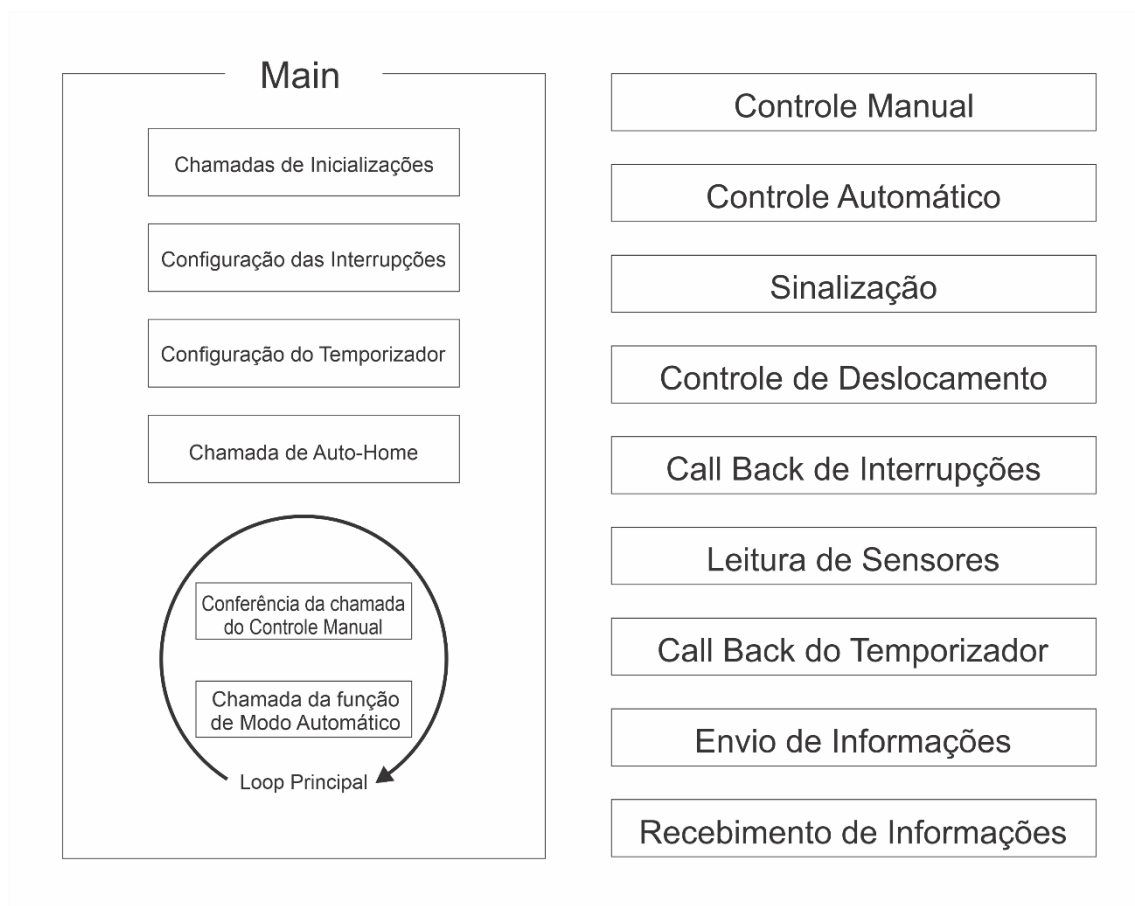 Main
Chamadas de Inicializações
Configuração das Interrupções
Configuração do Temporizador
Chamada de Auto-Home
Conferência da chamada
do Controle Manual
Chamada da função
de Modo Automático
Loop Principal
Controle Manual
Controle Automático
Sinalização
Controle de Deslocamento
Call Back de Interrupções
Leitura de Sensores
Call Back do Temporizador
Envio de Informações
Recebimento de Informações